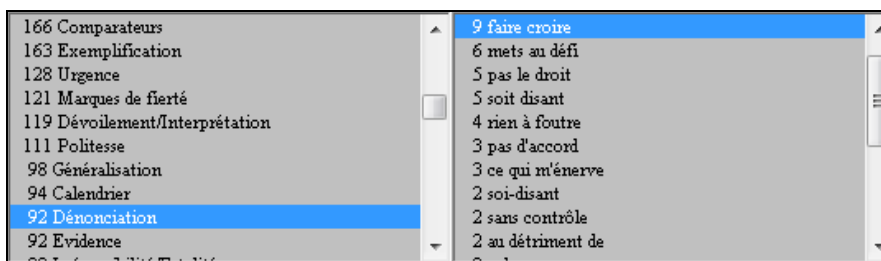 166 Comparateurs
163 Exemplification
128 Urgence
121 Marques de fierté
119 Dévoilement/Interprétation
111 Politesse
98 Généralisation
94 Calendrier
92 Dénonciation
92 Evidence
9 faire croire
6 mets au défi
5 pas le droit
5 soit disant
4 rien à foutre
3 pas d'accord
3 ce qui m'énerve
2 soi-disant
2 sans contrôle
2 au détriment de